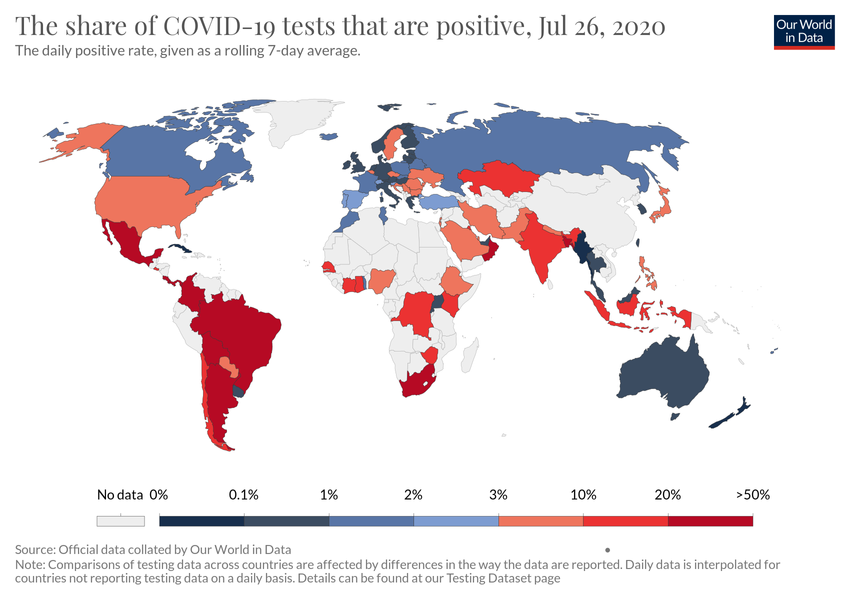 The share of COVID-19 tests that are positive, Jul 26, 2020
The daily positive rate, given as a rolling 7-day average.
Our World
in Data
No data 0% 0.1% 1% 2% 3% 10% 20% >50%
Source: Official data collated by Our World in Data
Note: Comparisons of testing data across countries are affected by differences in the way the data are reported. Daily data is interpolated for
countries not reporting testing data on a daily basis. Details can be found at our Testing Dataset page